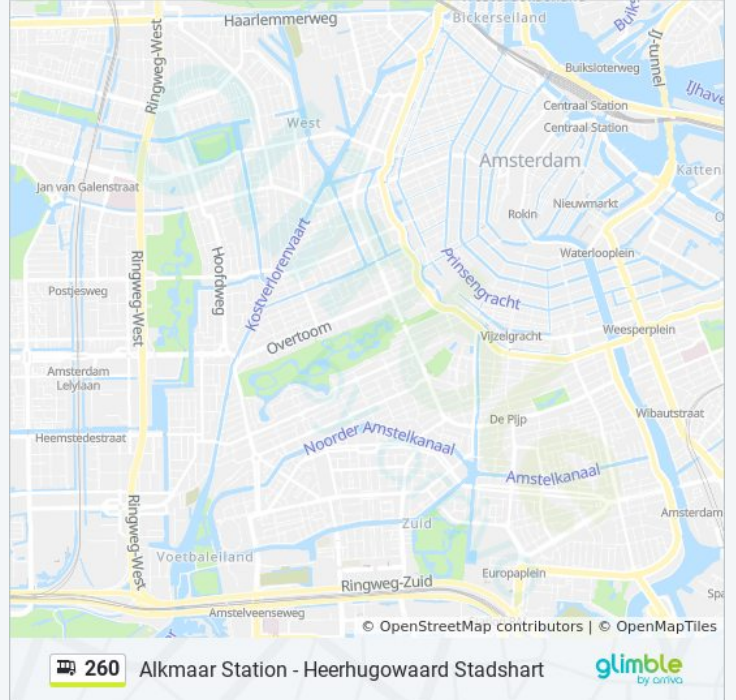 Haarlemmerweg
Bickerseiland
Ringweg-West
IJ-tunnel
Buiksloterweg
IJhave
Centraal Station
Centraal Station
West
Amsterdam
Katten
Jan van Galenstraat
Nieuwmarkt
Rokin
Waterlooplein
Kostverlorenvaart
Hoofdweg
Prinsengracht
Ringweg-West
Postjesweg
Overtoom
Vijzelgracht
Weesperplein
Amsterdam
Lelylaan
De Pijp
Wibautstraat
Heemstedestraat
Noorder Amstelkanaal
Amstelkanaal
Ringweg-West
Amsterdam
Zuid
Voetbaleiland
Europaplein
Ringweg-Zuid
Spa
Amstelveenseweg
© OpenStreetMap contributors | © OpenMapTiles
260 Alkmaar Station - Heerhugowaard Stadshart
glimble
by arriva